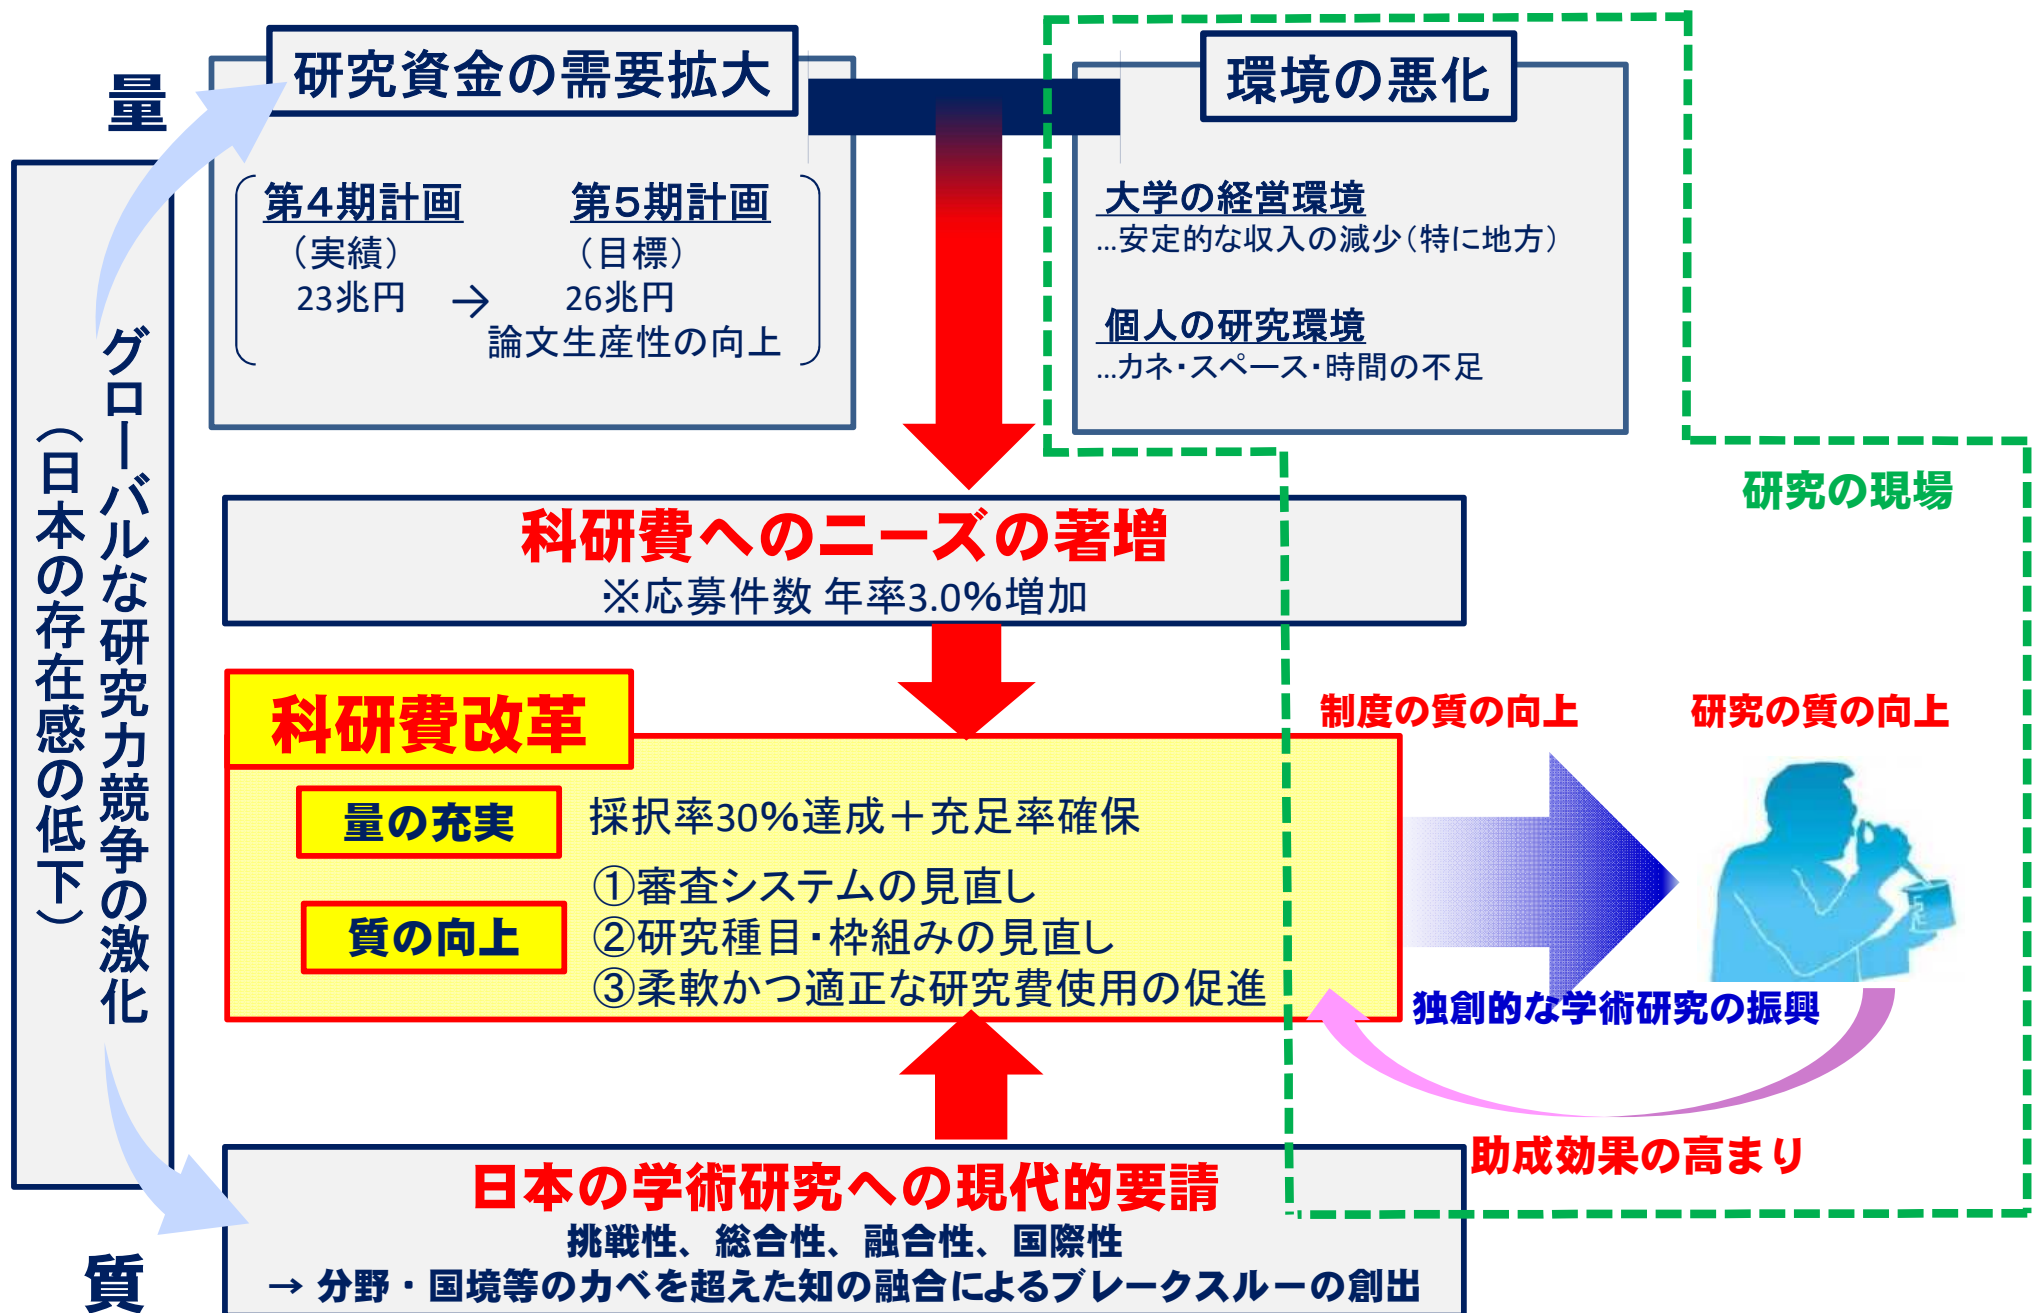 量
研究資金の需要拡大
第4期計画
(実績)
23兆円
→
第5期計画
(目標)
26兆円
論文生産性の向上
環境の悪化
大学の経営環境
…安定的な収入の減少(特に地方)
個人の研究環境
…カネ・スペース・時間の不足
グローバルな研究力競争の激化
(日本の存在感の低下)
研究の現場
科研費へのニーズの著増
※応募件数 年率3.0%増加
科研費改革
量の充実
採択率30%達成+充足率確保
質の向上
①審査システムの見直し
②研究種目・枠組みの見直し
③柔軟かつ適正な研究費使用の促進
制度の質の向上
研究の質の向上
独創的な学術研究の振興
助成効果の高まり
日本の学術研究への現代的要請
挑戦性、総合性、融合性、国際性
→ 分野・国境等のカベを超えた知の融合によるブレークスルーの創出
質